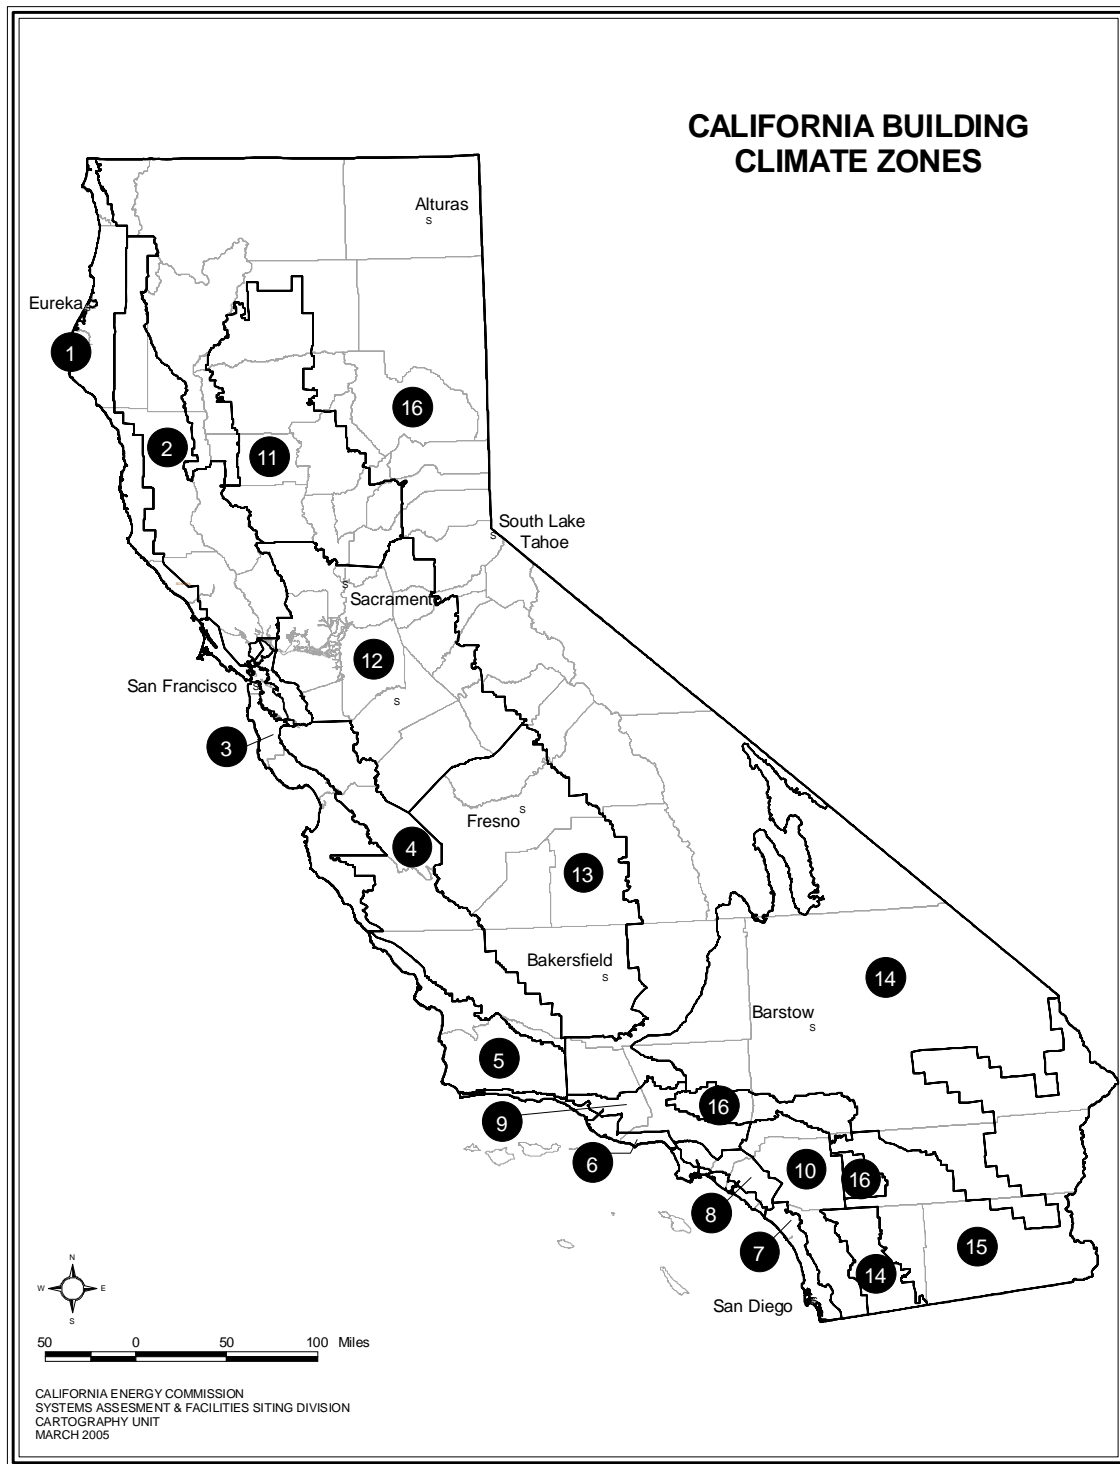 CALIFORNIA BUILDING
CLIMATE ZONES
Alturas
S
Eureka
1
16
2
11
South Lake
Tahoe
S
S
Sacramento
12
San Francisco
S
S
3
Fresno
S
4
13
Bakersfield
S
14
Barstow
S
5
16
9
6
10
16
8
7
15
14
San Diego
N
W
E
S
50
0
50
100 Miles
CALIFORNIA ENERGY COMMISSION
SYSTEMS ASSESMENT & FACILITIES SITING DIVISION
CARTOGRAPHY UNIT
MARCH 2005